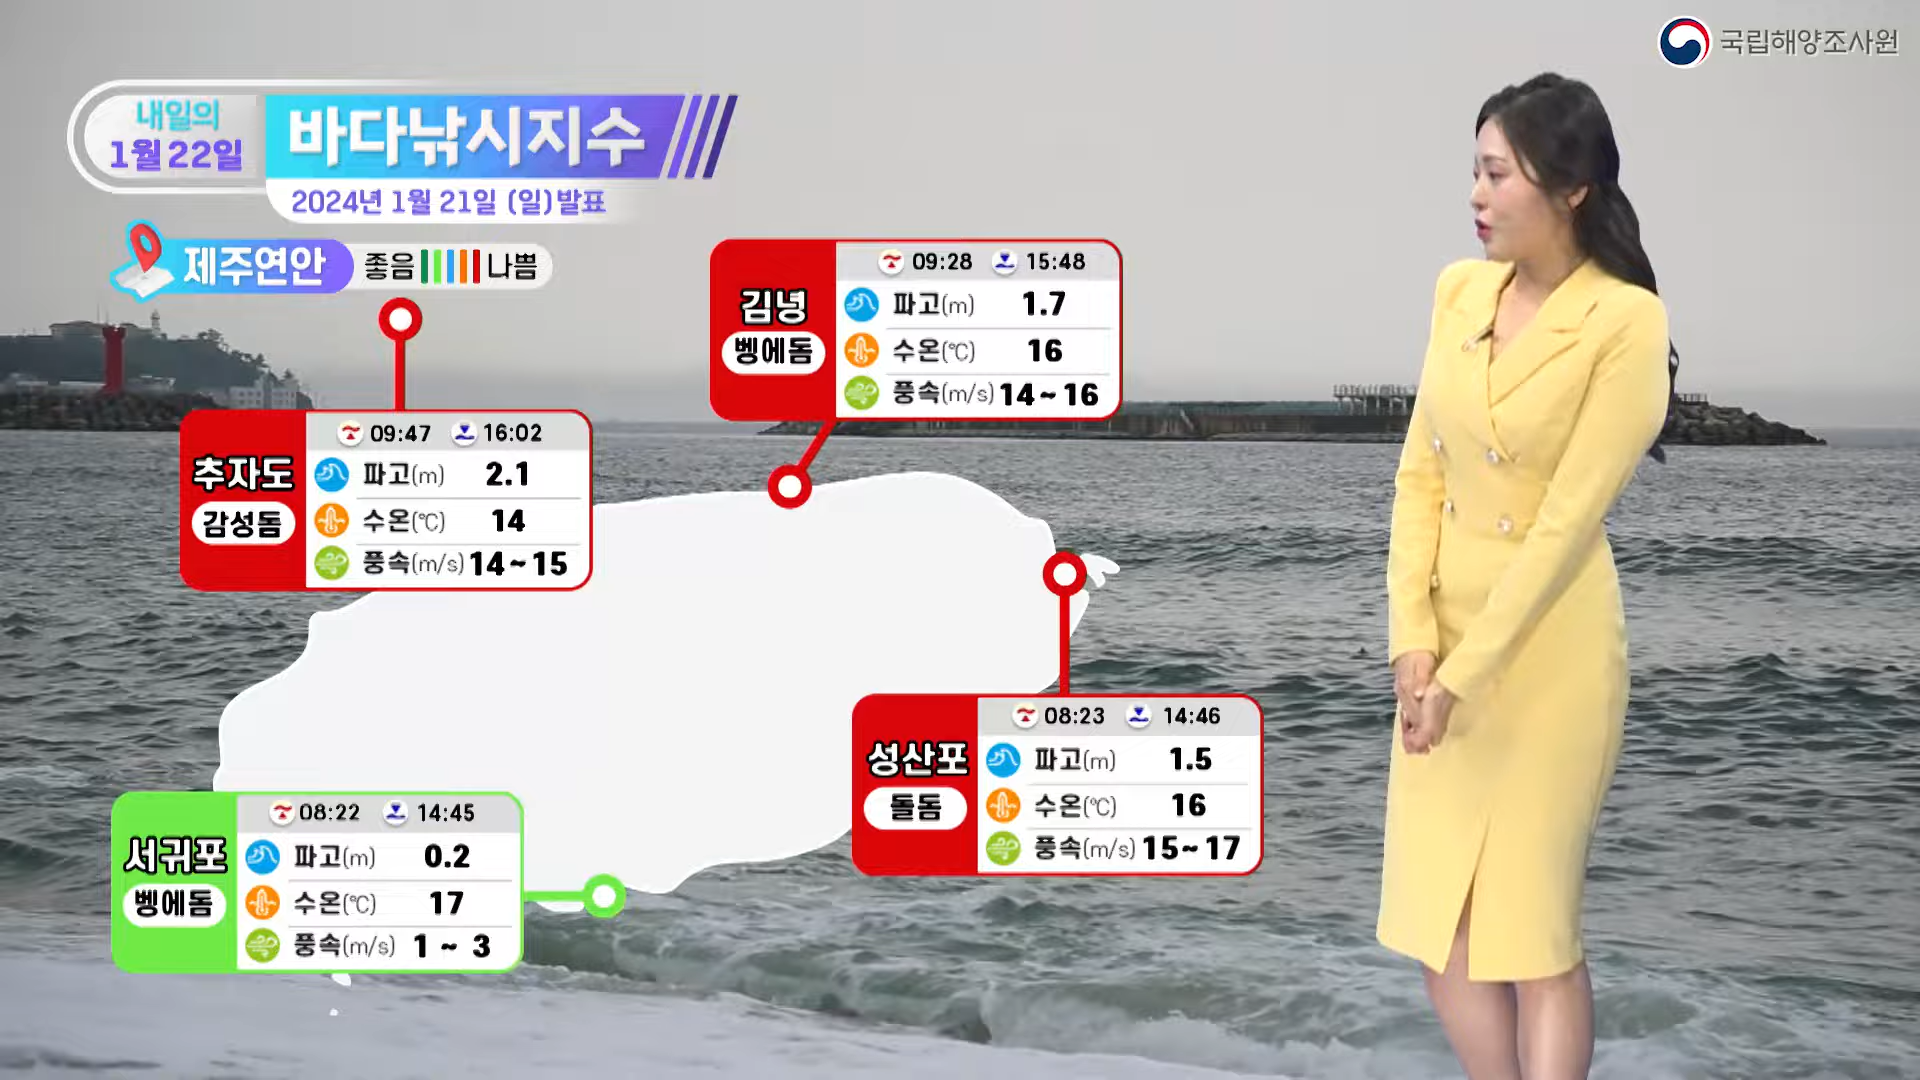 국립해양조사원
내일의
1월 22일
바다낚시지수
2024년 1월 21일 (일) 발표
제주연안
좋음 나쁨
김녕
벵에돔
09:28 15:48
파고(m) 1.7
수온(℃) 16
풍속(m/s) 14~16
추자도
감성돔
09:47 16:02
파고(m) 2.1
수온(℃) 14
풍속(m/s) 14~15
성산포
돌돔
08:23 14:46
파고(m) 1.5
수온(℃) 16
풍속(m/s) 15~17
서귀포
벵에돔
08:22 14:45
파고(m) 0.2
수온(℃) 17
풍속(m/s) 1 ~ 3